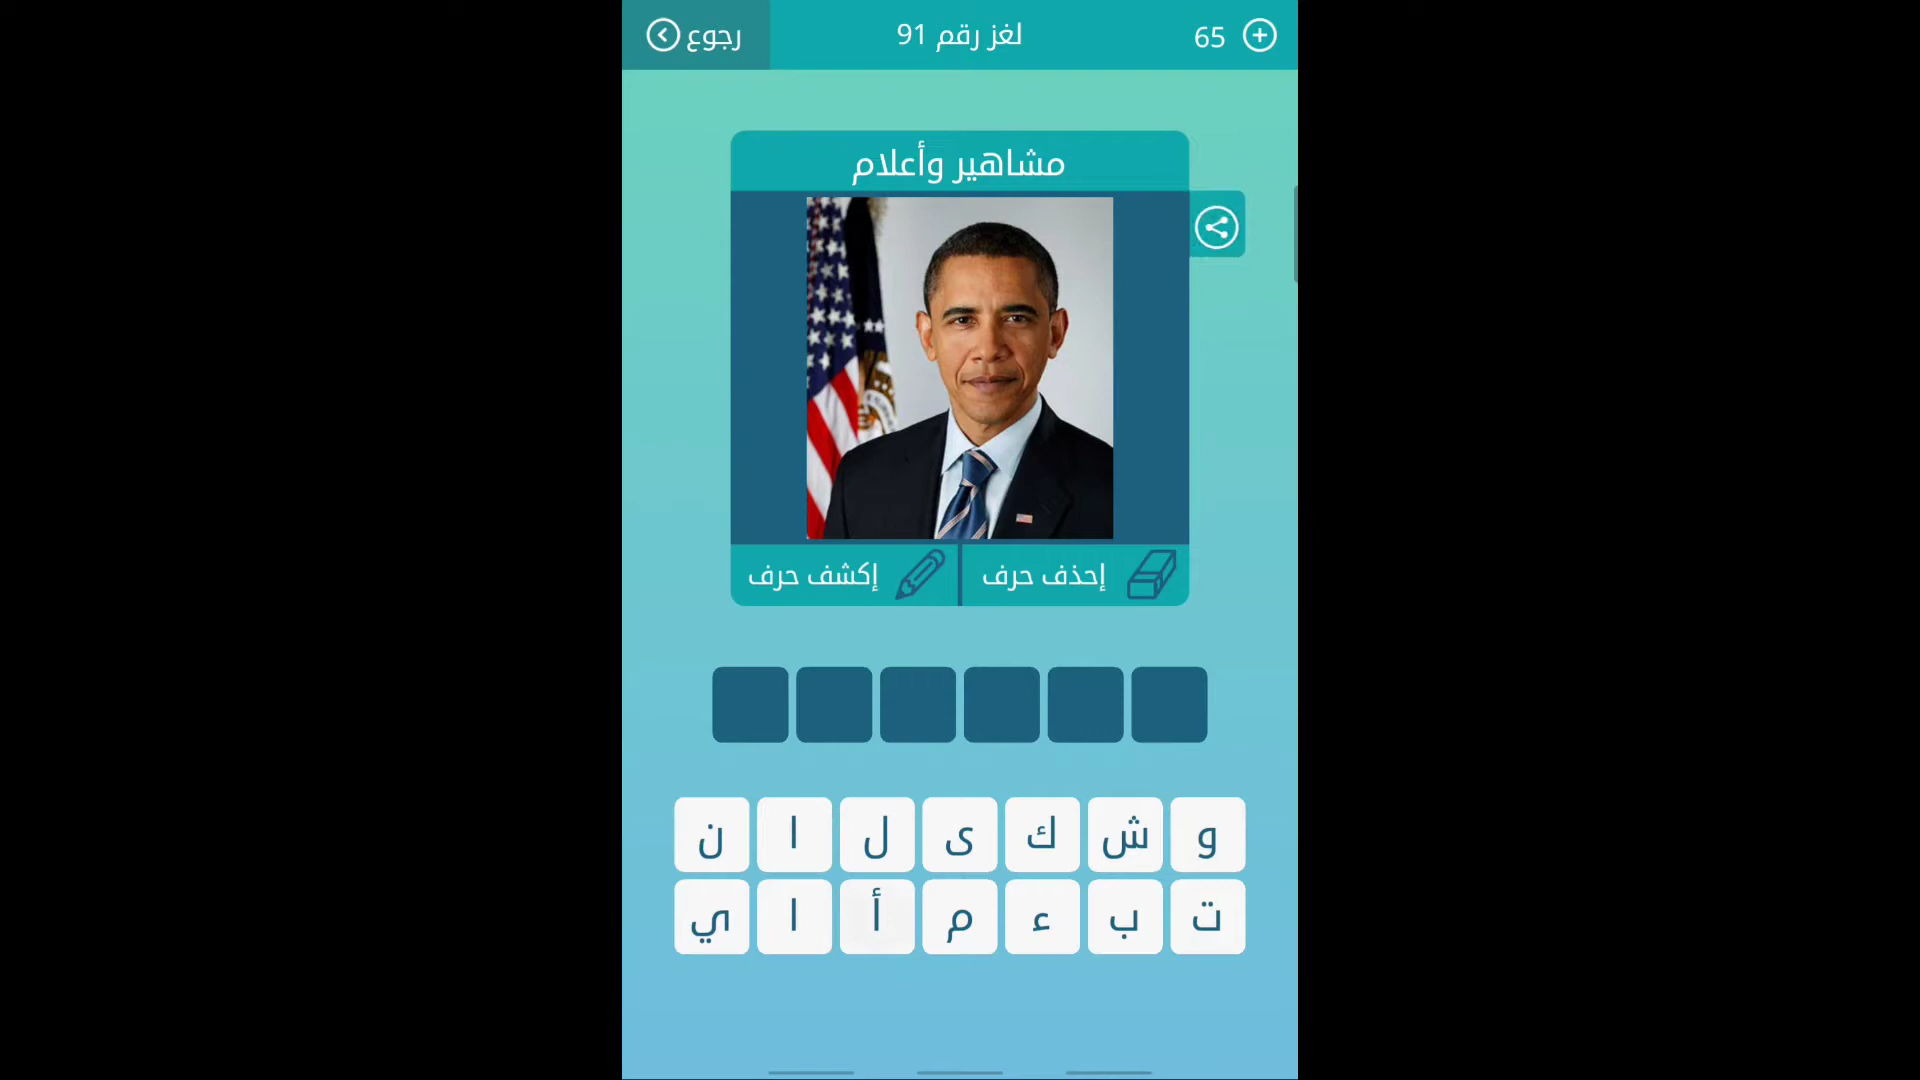 رجوع
لغز رقم 91
65
مشاهير وأعلام
إكشف حرف
إحذف حرف
و ش ك ى ل ا ن
ت ب ء م أ ا ي